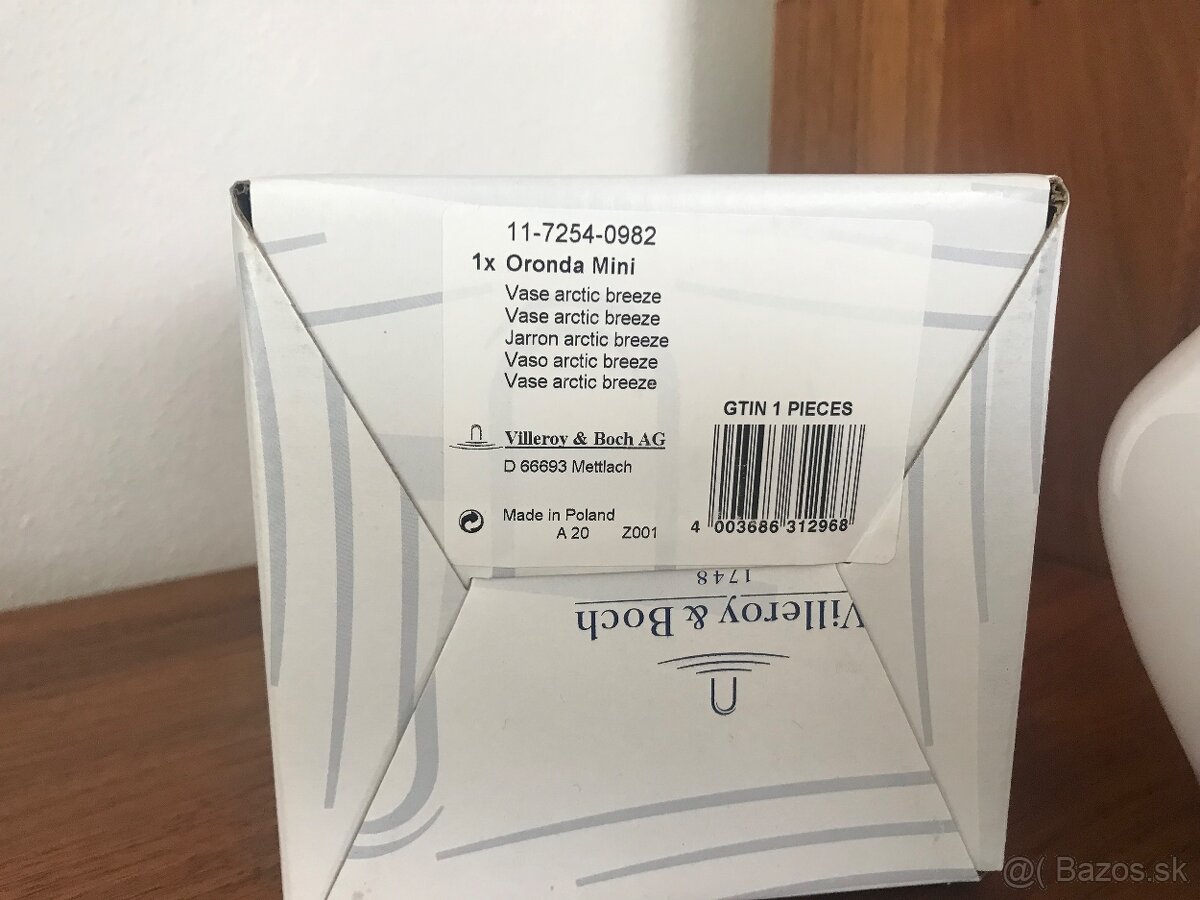 11-7254-0982
1x Oronda Mini
Vase arctic breeze
Vase arctic breeze
Jarron arctic breeze
Vaso arctic breeze
Vase arctic breeze
GTIN 1 PIECES
Villeroy & Boch AG
D 66693 Mettlach
Made in Poland
A 20 Z001
4 003686 312968
1748
Villeroy & Boch
@( Bazos.sk